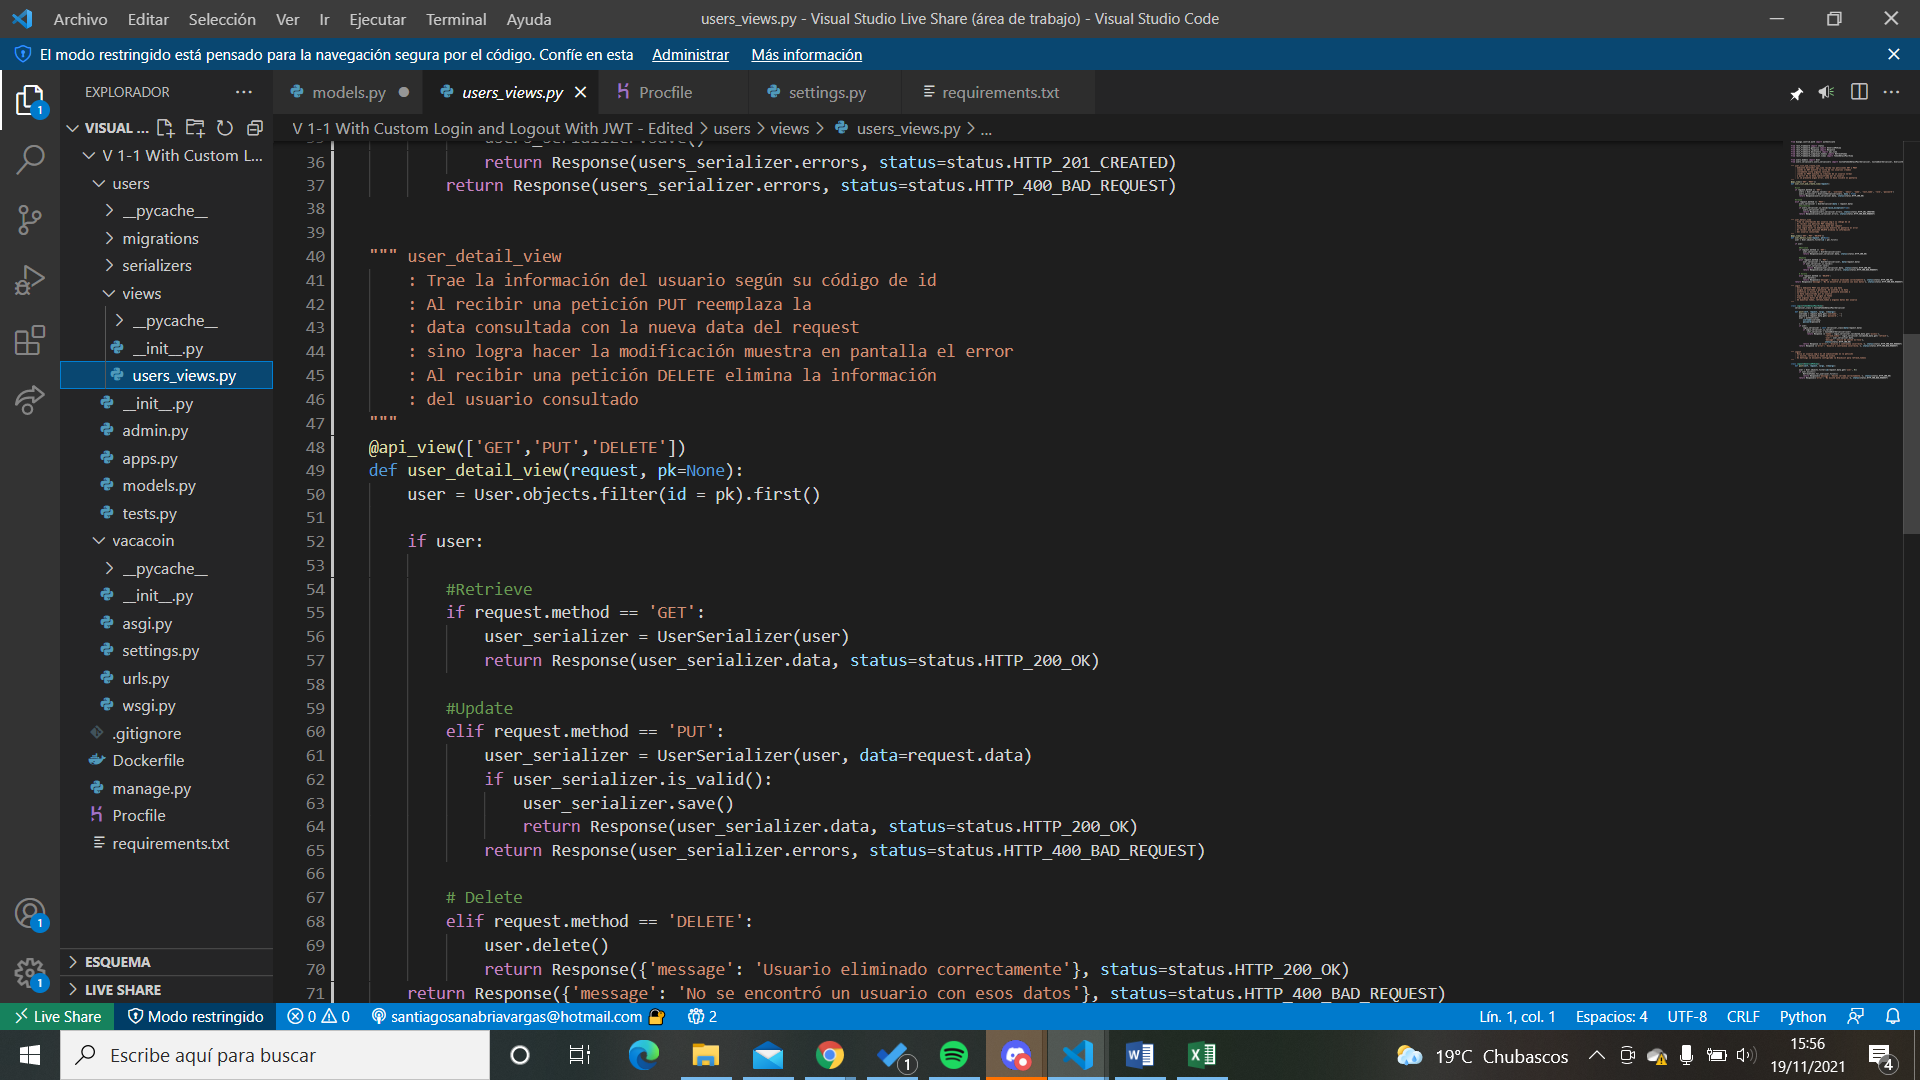 Archivo Editar Selección Ver Ir Ejecutar Terminal Ayuda
users_views.py - Visual Studio Live Share (área de trabajo) - Visual Studio Code
El modo restringido está pensado para la navegación segura por el código. Confíe en esta Administrar Más información
EXPLORADOR
models.py users_views.py Procfile settings.py requirements.txt
VISUAL ...
V 1-1 With Custom Login and Logout With JWT - Edited > users > views > users_views.py > ...
V 1-1 With Custom L...
users
__pycache__
migrations
serializers
views
__pycache__
__init__.py
users_views.py
__init__.py
admin.py
apps.py
models.py
tests.py
vacacoin
__pycache__
__init__.py
asgi.py
settings.py
urls.py
wsgi.py
.gitignore
Dockerfile
manage.py
Procfile
requirements.txt
ESQUEMA
LIVE SHARE
36 return Response(users_serializer.errors, status=status.HTTP_201_CREATED)
37 return Response(users_serializer.errors, status=status.HTTP_400_BAD_REQUEST)
38
39
40 """ user_detail_view
41 : Trae la información del usuario según su código de id
42 : Al recibir una petición PUT reemplaza la
43 : data consultada con la nueva data del request
44 : sino logra hacer la modificación muestra en pantalla el error
45 : Al recibir una petición DELETE elimina la información
46 : del usuario consultado
47 """
48 @api_view(['GET','PUT','DELETE'])
49 def user_detail_view(request, pk=None):
50 user = User.objects.filter(id = pk).first()
51
52 if user:
53
54 #Retrieve
55 if request.method == 'GET':
56 user_serializer = UserSerializer(user)
57 return Response(user_serializer.data, status=status.HTTP_200_OK)
58
59 #Update
60 elif request.method == 'PUT':
61 user_serializer = UserSerializer(user, data=request.data)
62 if user_serializer.is_valid():
63 user_serializer.save()
64 return Response(user_serializer.data, status=status.HTTP_200_OK)
65 return Response(user_serializer.errors, status=status.HTTP_400_BAD_REQUEST)
66
67 # Delete
68 elif request.method == 'DELETE':
69 user.delete()
70 return Response({'message': 'Usuario eliminado correctamente'}, status=status.HTTP_200_OK)
71 return Response({'message': 'No se encontró un usuario con esos datos'}, status=status.HTTP_400_BAD_REQUEST)
1
1
1
Live Share Modo restringido 0 0 santiagosanabriavargas@hotmail.com 2 Lín. 1, col. 1 Espacios: 4 UTF-8 CRLF Python
Escribe aquí para buscar
1
19°C Chubascos
15:56
19/11/2021
4